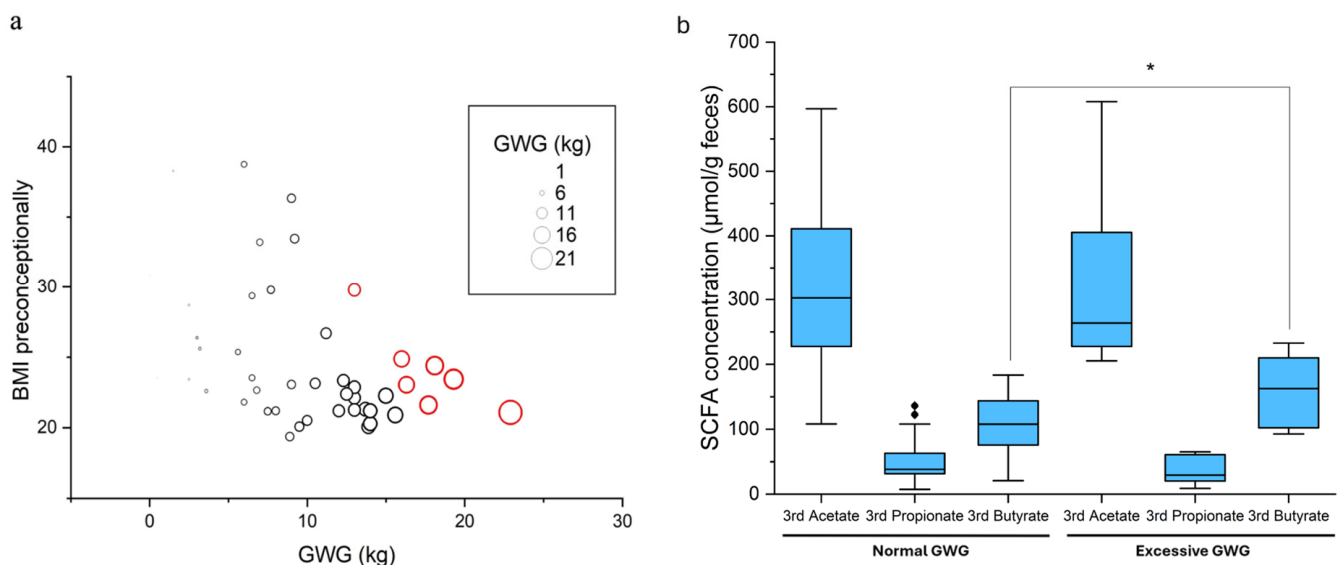 a
BMI preconceptionally
40
30
20
0
10
20
30
GWG (kg)
GWG (kg)
1
6
11
16
21
b
SCFA concentration (μmol/g feces)
700
600
500
400
300
200
100
0
*
3rd Acetate 3rd Propionate 3rd Butyrate 3rd Acetate 3rd Propionate 3rd Butyrate
Normal GWG Excessive GWG